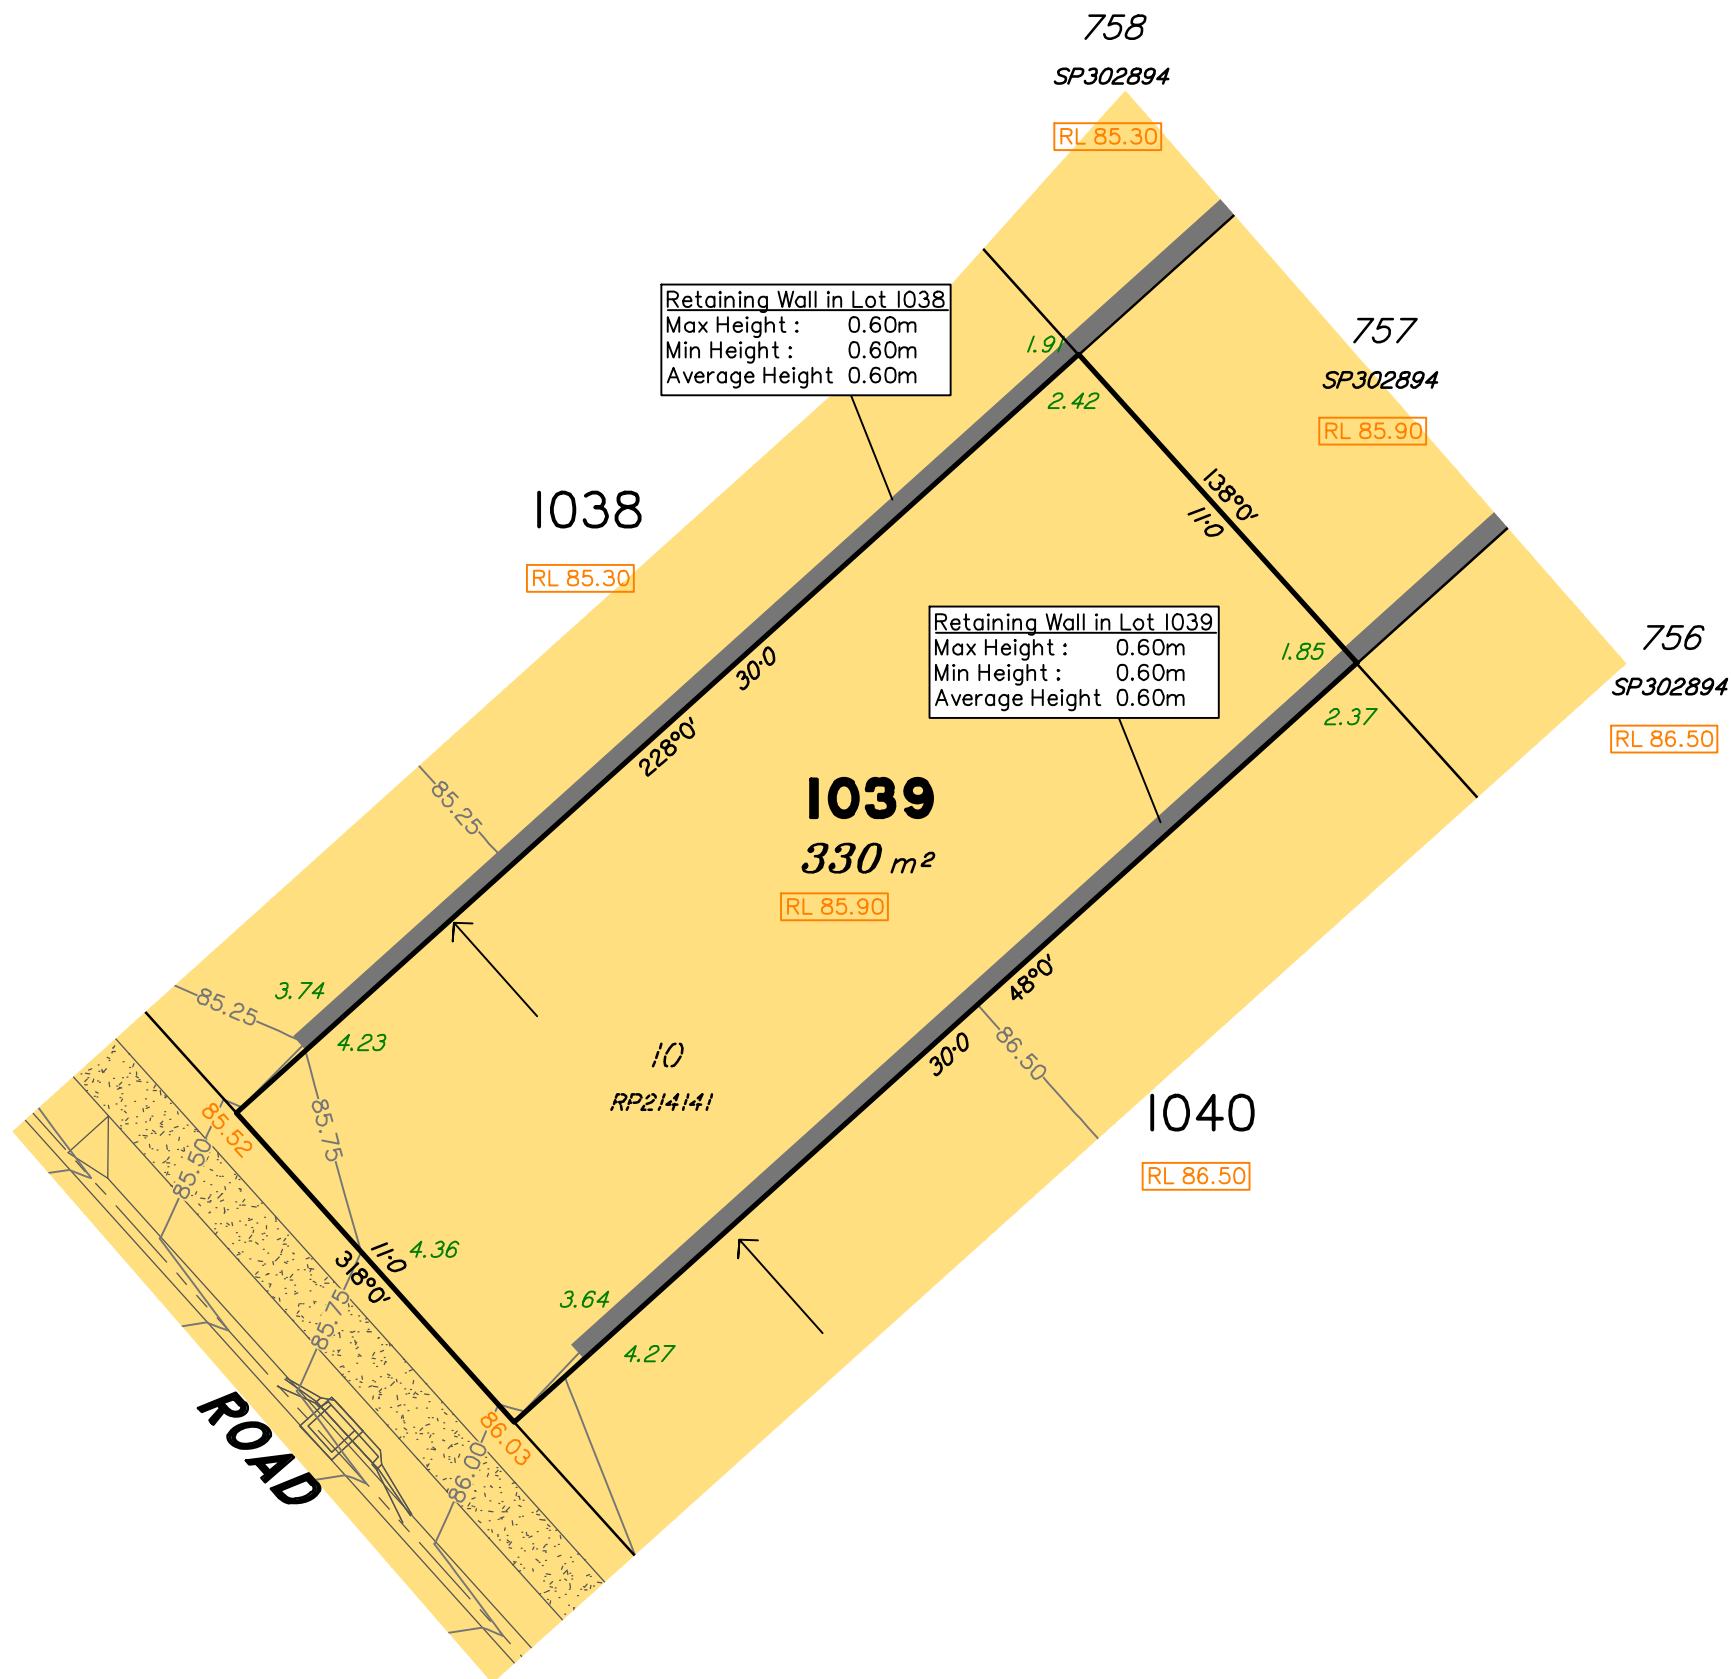 758
SP302894
RL 85.30
Retaining Wall in Lot 1038
Max Height : 0.60m
Min Height : 0.60m
Average Height 0.60m
757
SP302894
RL 85.90
1.91
2.42
138°0'
11·0
1038
RL 85.30
Retaining Wall in Lot 1039
Max Height : 0.60m
Min Height : 0.60m
Average Height 0.60m
756
SP302894
RL 86.50
1.85
2.37
30·0
228°0'
85.25
1039
330 m²
RL 85.90
3.74
85.25
4.23
48°0'
30·0
86.50
10
RP214141
1040
RL 86.50
85.52
85.75
85.50
11·0
318°0'
4.36
85.75
3.64
4.27
86.03
86.00
ROAD